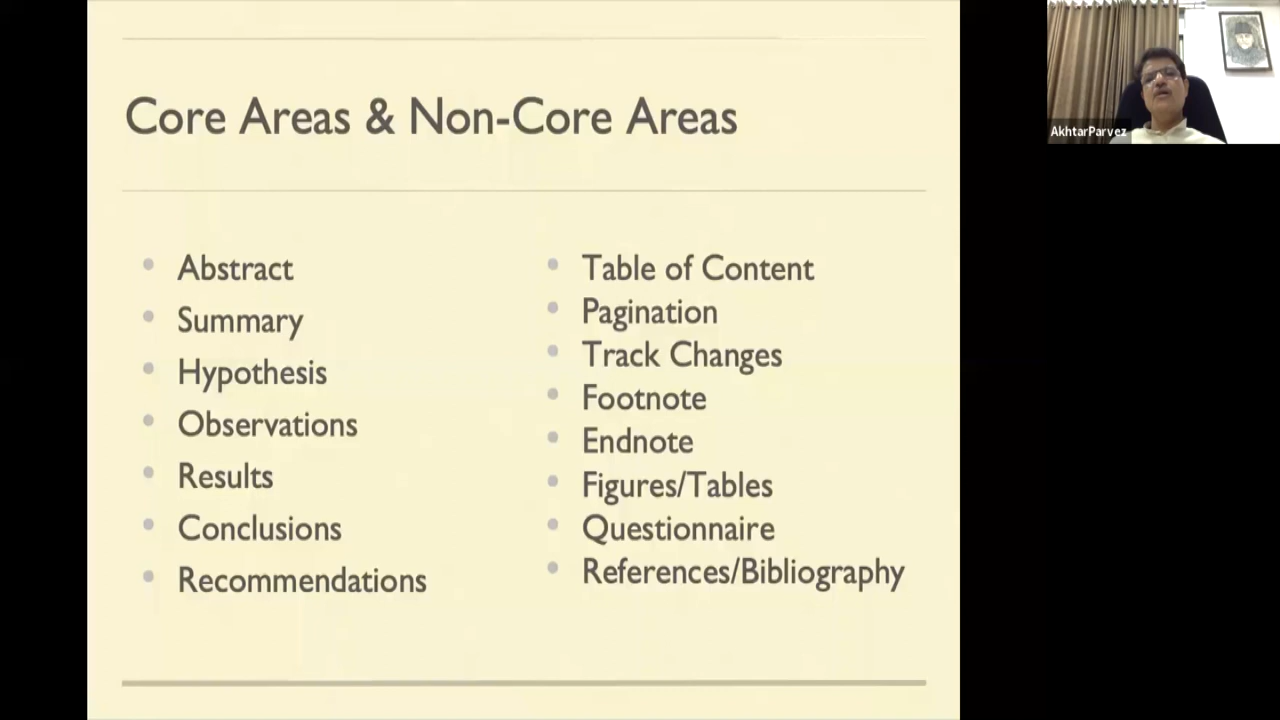 Core Areas & Non-Core Areas
Abstract
Summary
Hypothesis
Observations
Results
Conclusions
Recommendations
Table of Content
Pagination
Track Changes
Footnote
Endnote
Figures/Tables
Questionnaire
References/Bibliography
AkhtarParvez